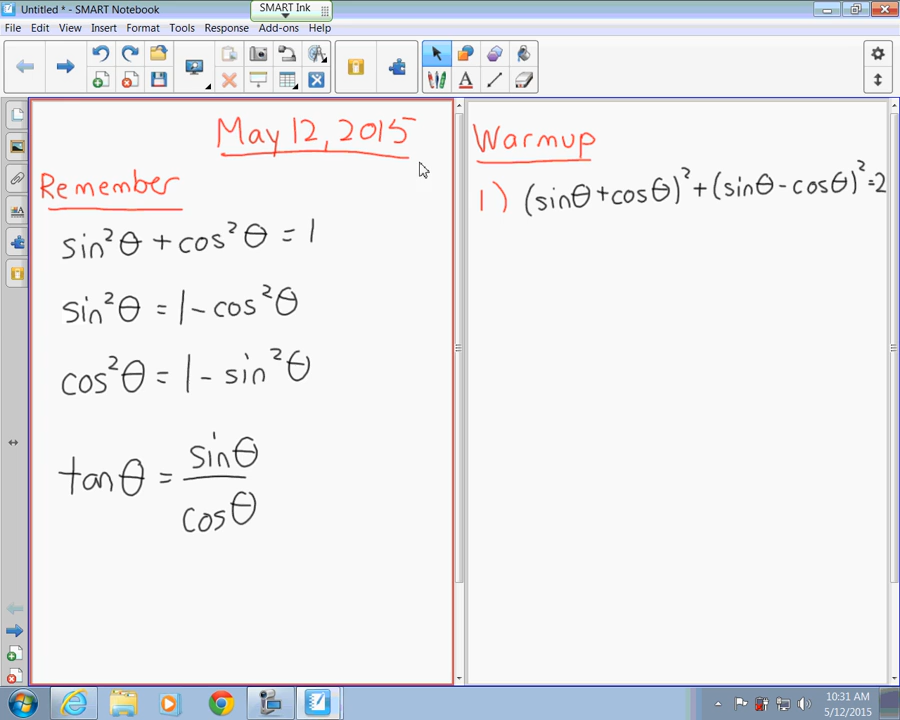 Untitled * - SMART Notebook
SMART Ink
File Edit View Insert Format Tools Response Add-ons Help
May 12, 2015
Remember
sin²θ + cos²θ = 1
sin²θ = 1 - cos²θ
cos²θ = 1 - sin²θ
tanθ = sinθ
cosθ
Warmup
1) (sinθ + cosθ)² + (sinθ - cosθ)² = 2
10:31 AM
5/12/2015